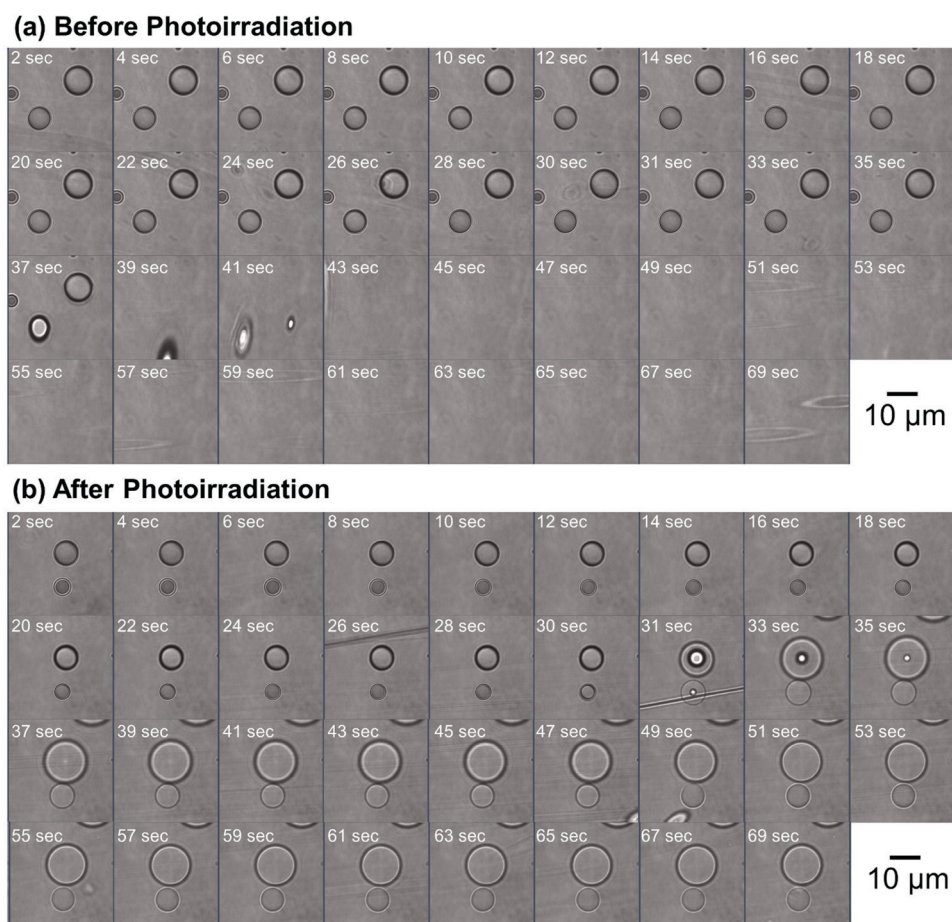 (a) Before Photoirradiation
2 sec 4 sec 6 sec 8 sec 10 sec 12 sec 14 sec 16 sec 18 sec
20 sec 22 sec 24 sec 26 sec 28 sec 30 sec 31 sec 33 sec 35 sec
37 sec 39 sec 41 sec 43 sec 45 sec 47 sec 49 sec 51 sec 53 sec
55 sec 57 sec 59 sec 61 sec 63 sec 65 sec 67 sec 69 sec
10 µm
(b) After Photoirradiation
2 sec 4 sec 6 sec 8 sec 10 sec 12 sec 14 sec 16 sec 18 sec
20 sec 22 sec 24 sec 26 sec 28 sec 30 sec 31 sec 33 sec 35 sec
37 sec 39 sec 41 sec 43 sec 45 sec 47 sec 49 sec 51 sec 53 sec
55 sec 57 sec 59 sec 61 sec 63 sec 65 sec 67 sec 69 sec
10 µm